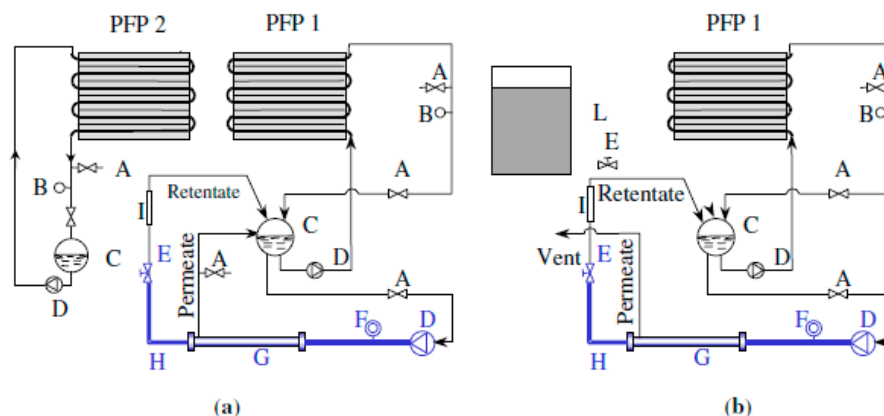 PFP 2
PFP 1
A
B
A
B
A
Retentate
I
C
C
D
E
Permeate
A
A
D
F
D
H
G
(a)
PFP 1
A
B
L
E
A
Retentate
I
C
Vent
E
D
Permeate
A
F
D
H
G
(b)